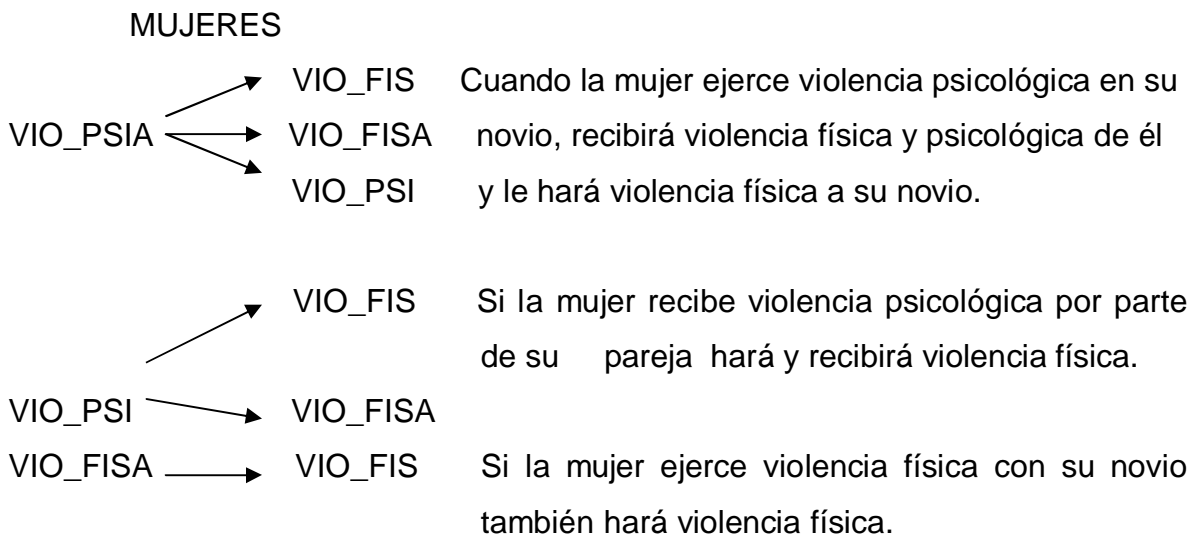 MUJERES
VIO_FIS Cuando la mujer ejerce violencia psicológica en su
VIO_PSIA VIO_FISA novio, recibirá violencia física y psicológica de él
VIO_PSI y le hará violencia física a su novio.
VIO_FIS Si la mujer recibe violencia psicológica por parte
de su pareja hará y recibirá violencia física.
VIO_PSI VIO_FISA
VIO_FISA VIO_FIS Si la mujer ejerce violencia física con su novio
también hará violencia física.